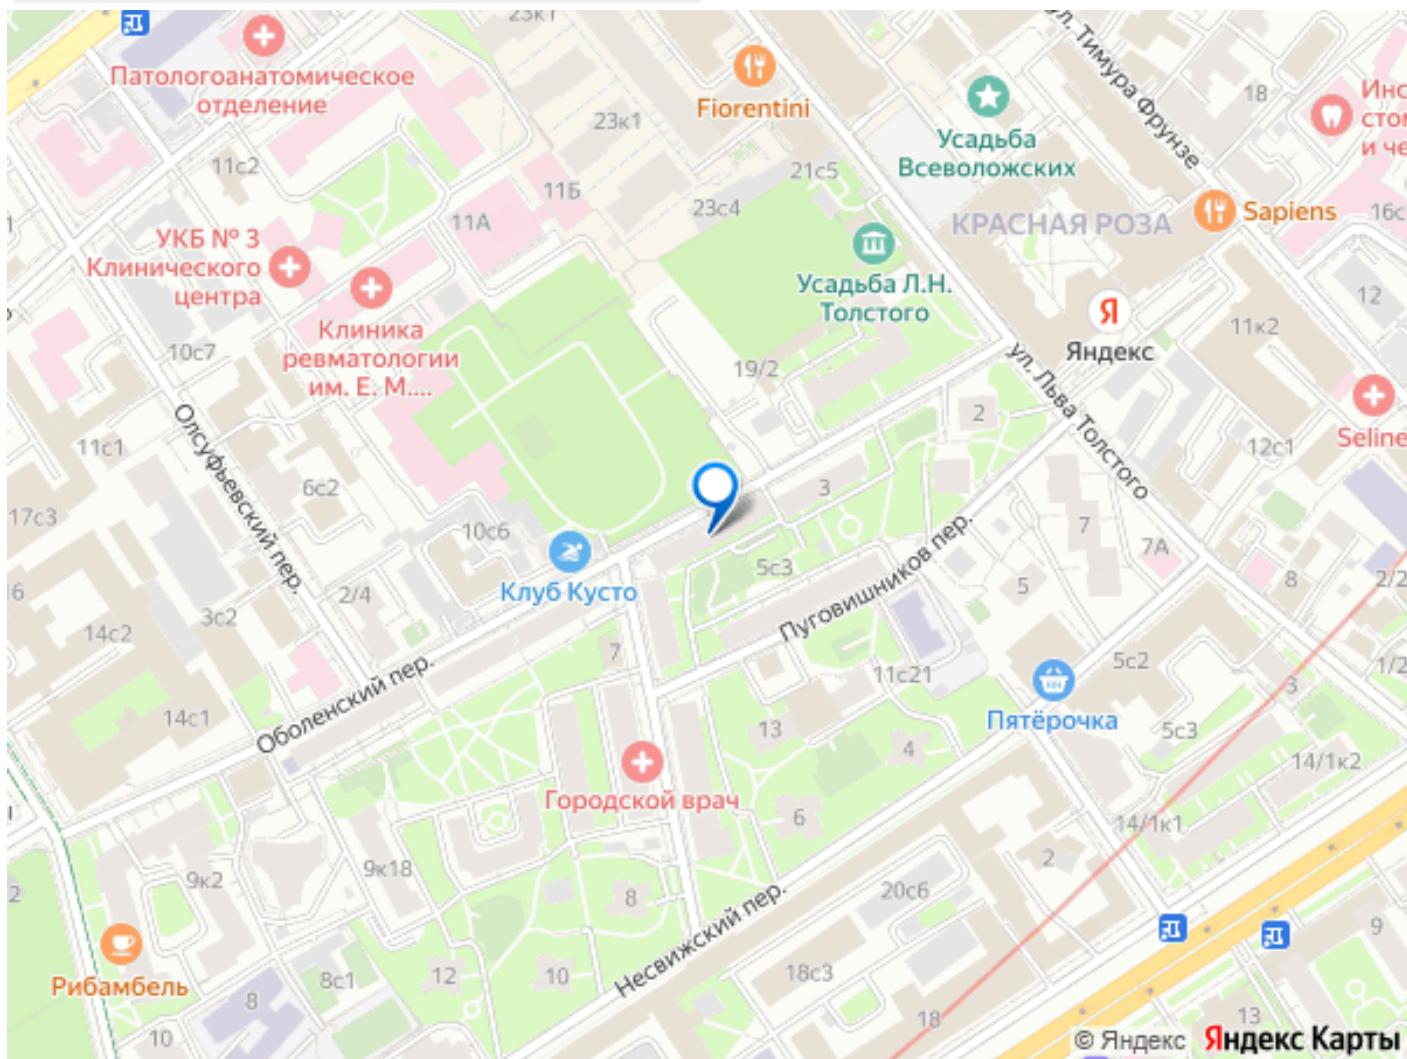 23к1
ул. Тимура Фрунзе
Патологоанатомическое
отделение
Fiorentini
18
Усадьба
Всеволожских
23к1
11с2
11Б
21с5
23с4
11А
КРАСНАЯ РОЗА
Sapiens
16с
УКБ № 3
Клинического
центра
Усадьба Л.Н.
Толстого
12
Клиника
ревматологии
им. Е. М....
11к2
10с7
ул. Льва Толстого
Яндекс
19/2
Олсуфьевский пер.
2
11с1
12с1
Seline
6с2
3
17с3
10с6
7
7А
Клуб Кусто
5с3
Пуговишников пер.
5
8
2/2
16
2/4
3с2
14с2
7
11с21
5с2
1/2
Оболенский пер.
3
14с1
Пятёрочка
13
4
5с3
14/1к2
Городской врач
6
14/1к1
2
9к2
9к18
8
20с6
Несвижский пер.
9
Рибамбель
8с1
12
10
18с3
8
10
18
13
© Яндекс Яндекс Карты